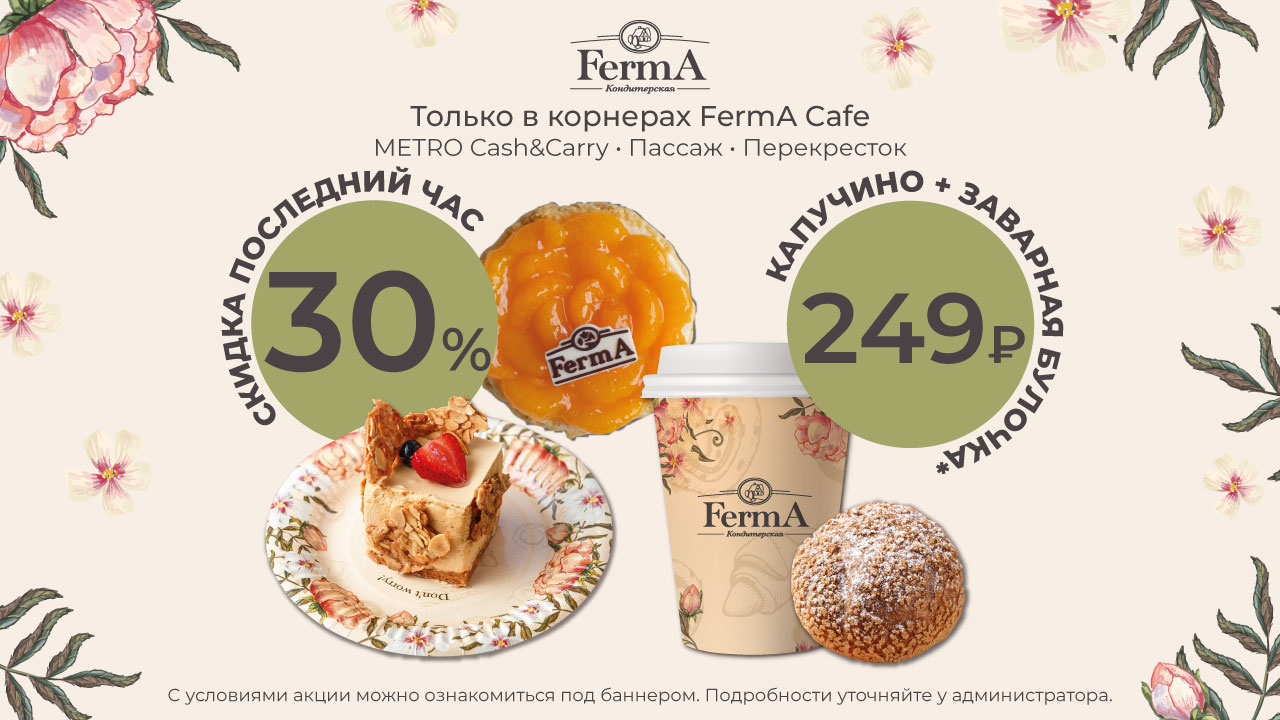 FermA
Кондитерская
Только в корнерах FermA Cafe
METRO Cash&Carry • Пассаж • Перекресток
СКИДКА ПОСЛЕДНИЙ ЧАС
30%
КАПУЧИНО + ЗАВАРНАЯ БУЛОЧКА*
249₽
FermA
FermA
Кондитерская
Don't worry!
С условиями акции можно ознакомиться под баннером. Подробности уточняйте у администратора.